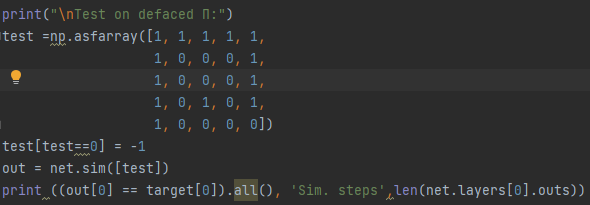 print("\nTest on defaced П:")
test =np.asfarray([1, 1, 1, 1, 1,
1, 0, 0, 0, 1,
1, 0, 0, 0, 1,
1, 0, 1, 0, 1,
1, 0, 0, 0, 0])
test[test==0] = -1
out = net.sim([test])
print ((out[0] == target[0]).all(), 'Sim. steps',len(net.layers[0].outs))